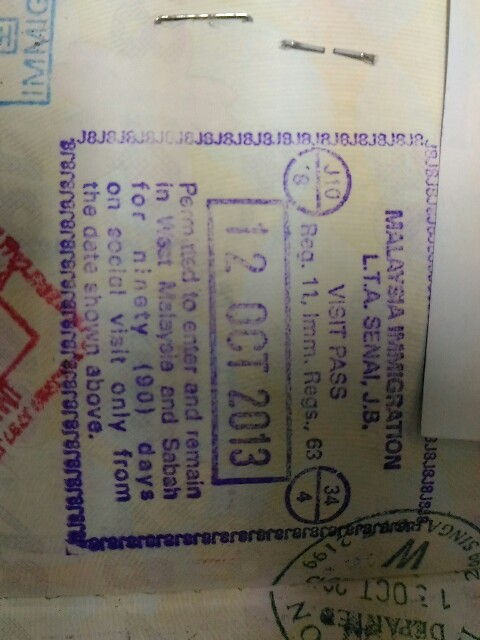 MALAYSIA IMMIGRATION
L.T.A. SENAI, J.B.
VISIT PASS
J10
Reg. 11, Imm. Regs., 63
34
4
12 OCT 2013
Permitted to enter and remain
in West Malaysia and Sabah
for ninety (90) days
on social visit only from
the date shown above.
IMMIG
13 OCT
W
DEPARTE